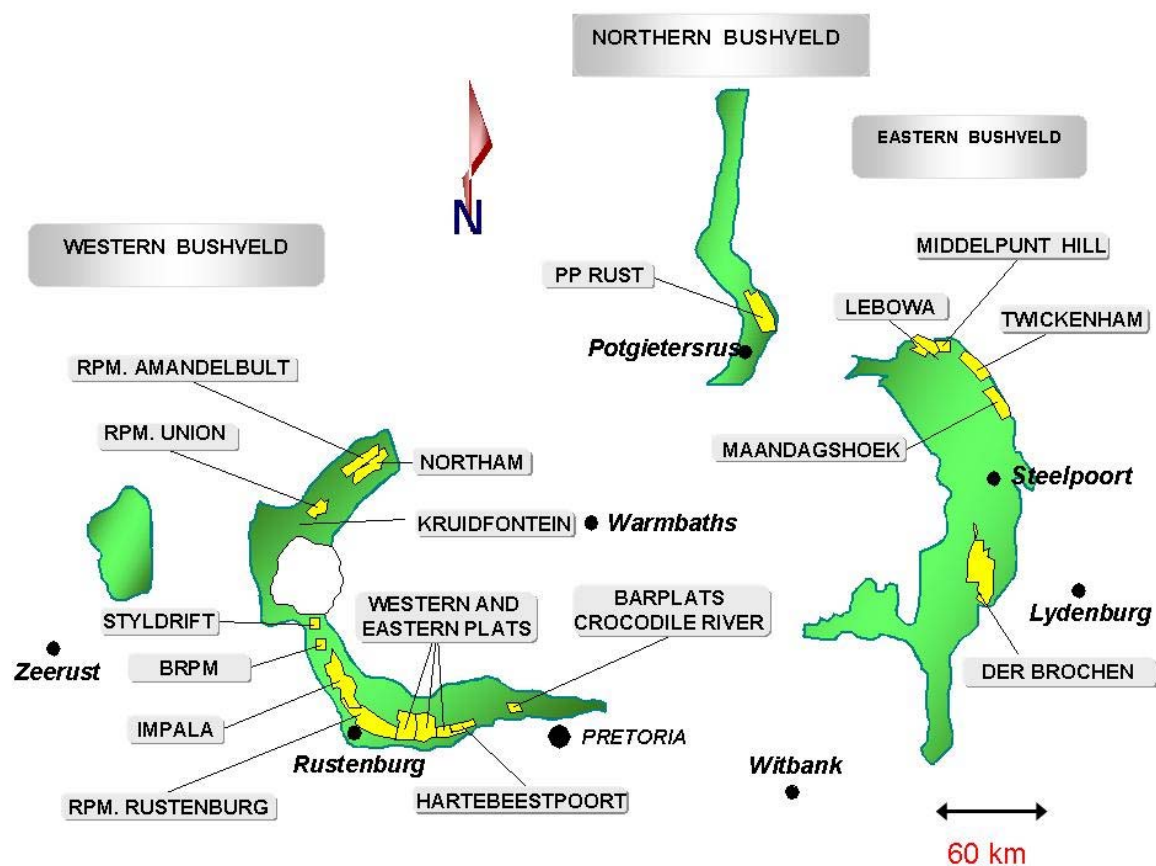 NORTHERN BUSHVELD
EASTERN BUSHVELD
N
WESTERN BUSHVELD
MIDDELPUNT HILL
PP RUST
LEBOWA
TWICKENHAM
Potgietersrus
RPM. AMANDELBULT
RPM. UNION
NORTHAM
MAANDAGSHOEK
Steelpoort
KRUIDFONTEIN
Warmbaths
STYLDRIFT
WESTERN AND
EASTERN PLATS
BARPLATS
CROCODILE RIVER
Lydenburg
Zeerust
BRPM
DER BROCHEN
IMPALA
PRETORIA
Rustenburg
Witbank
RPM. RUSTENBURG
HARTEBEESTPOORT
60 km